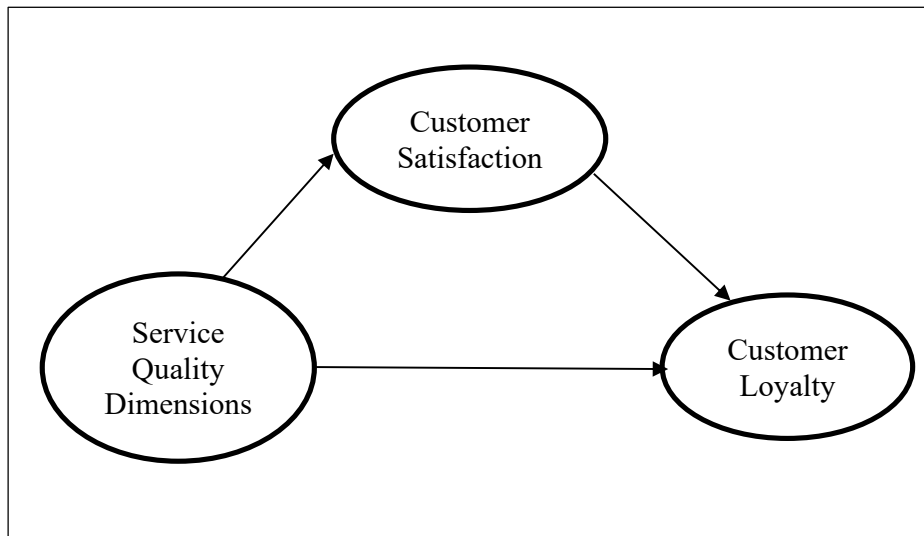 Customer
Satisfaction
Service
Quality
Dimensions
Customer
Loyalty